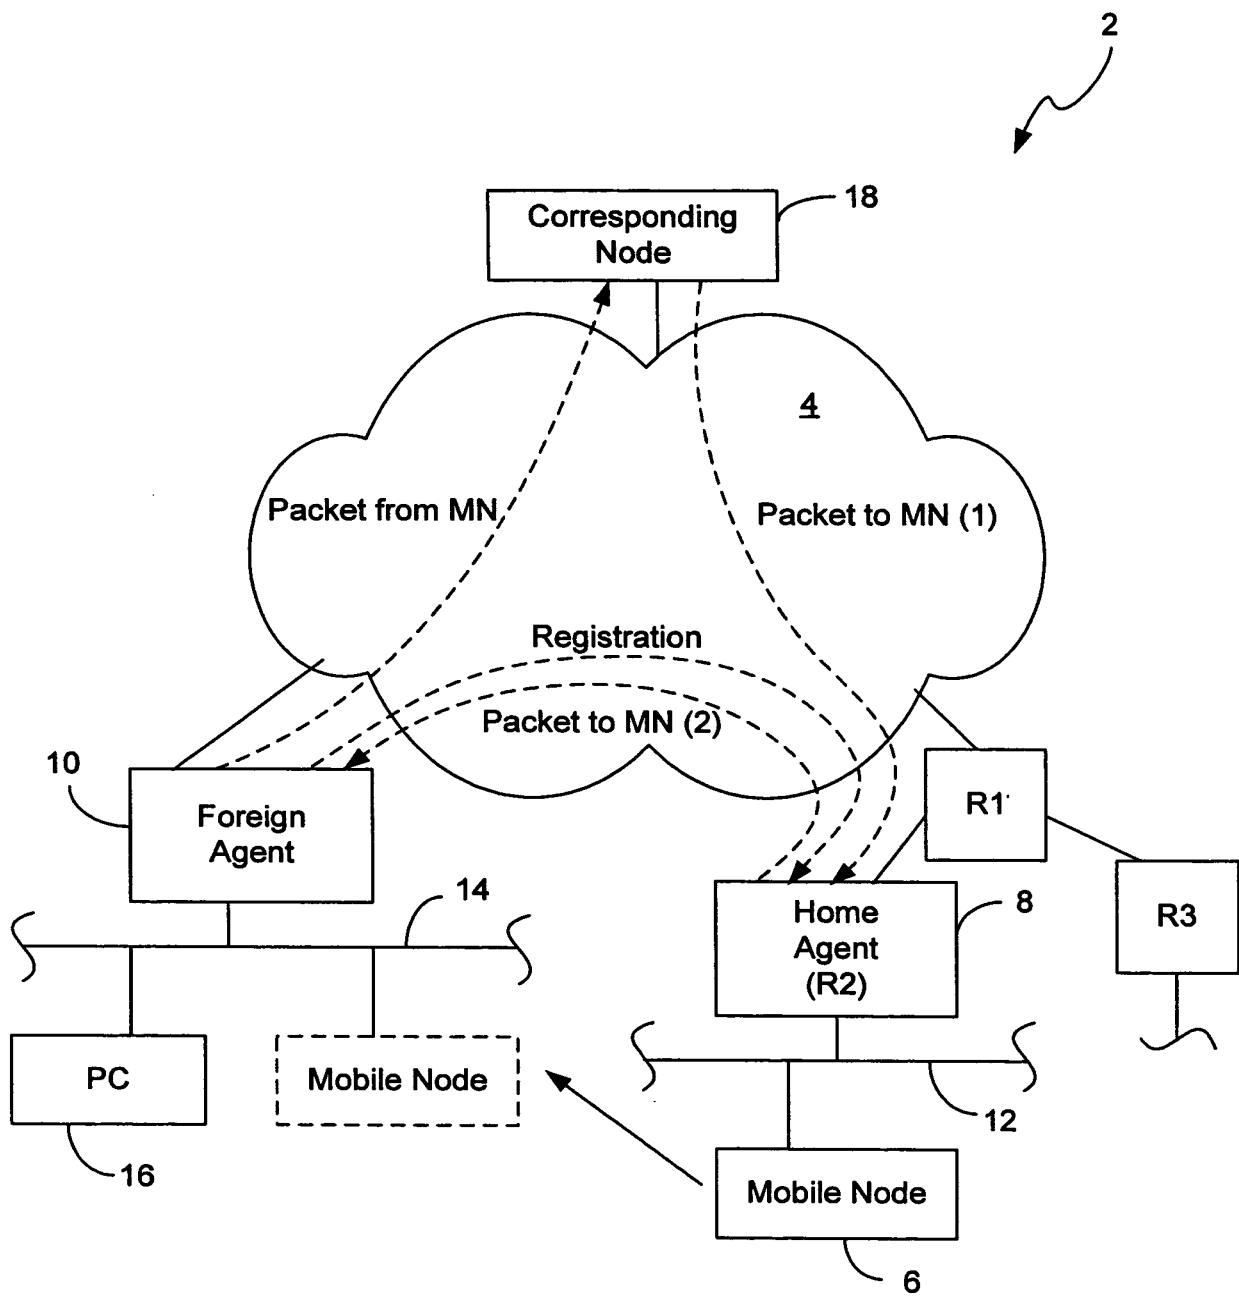 2
Corresponding
Node
18
4
Packet from MN
Packet to MN (1)
Registration
Packet to MN (2)
10
Foreign
Agent
R1
14
Home
Agent
(R2)
8
R3
PC
Mobile Node
12
16
Mobile Node
6